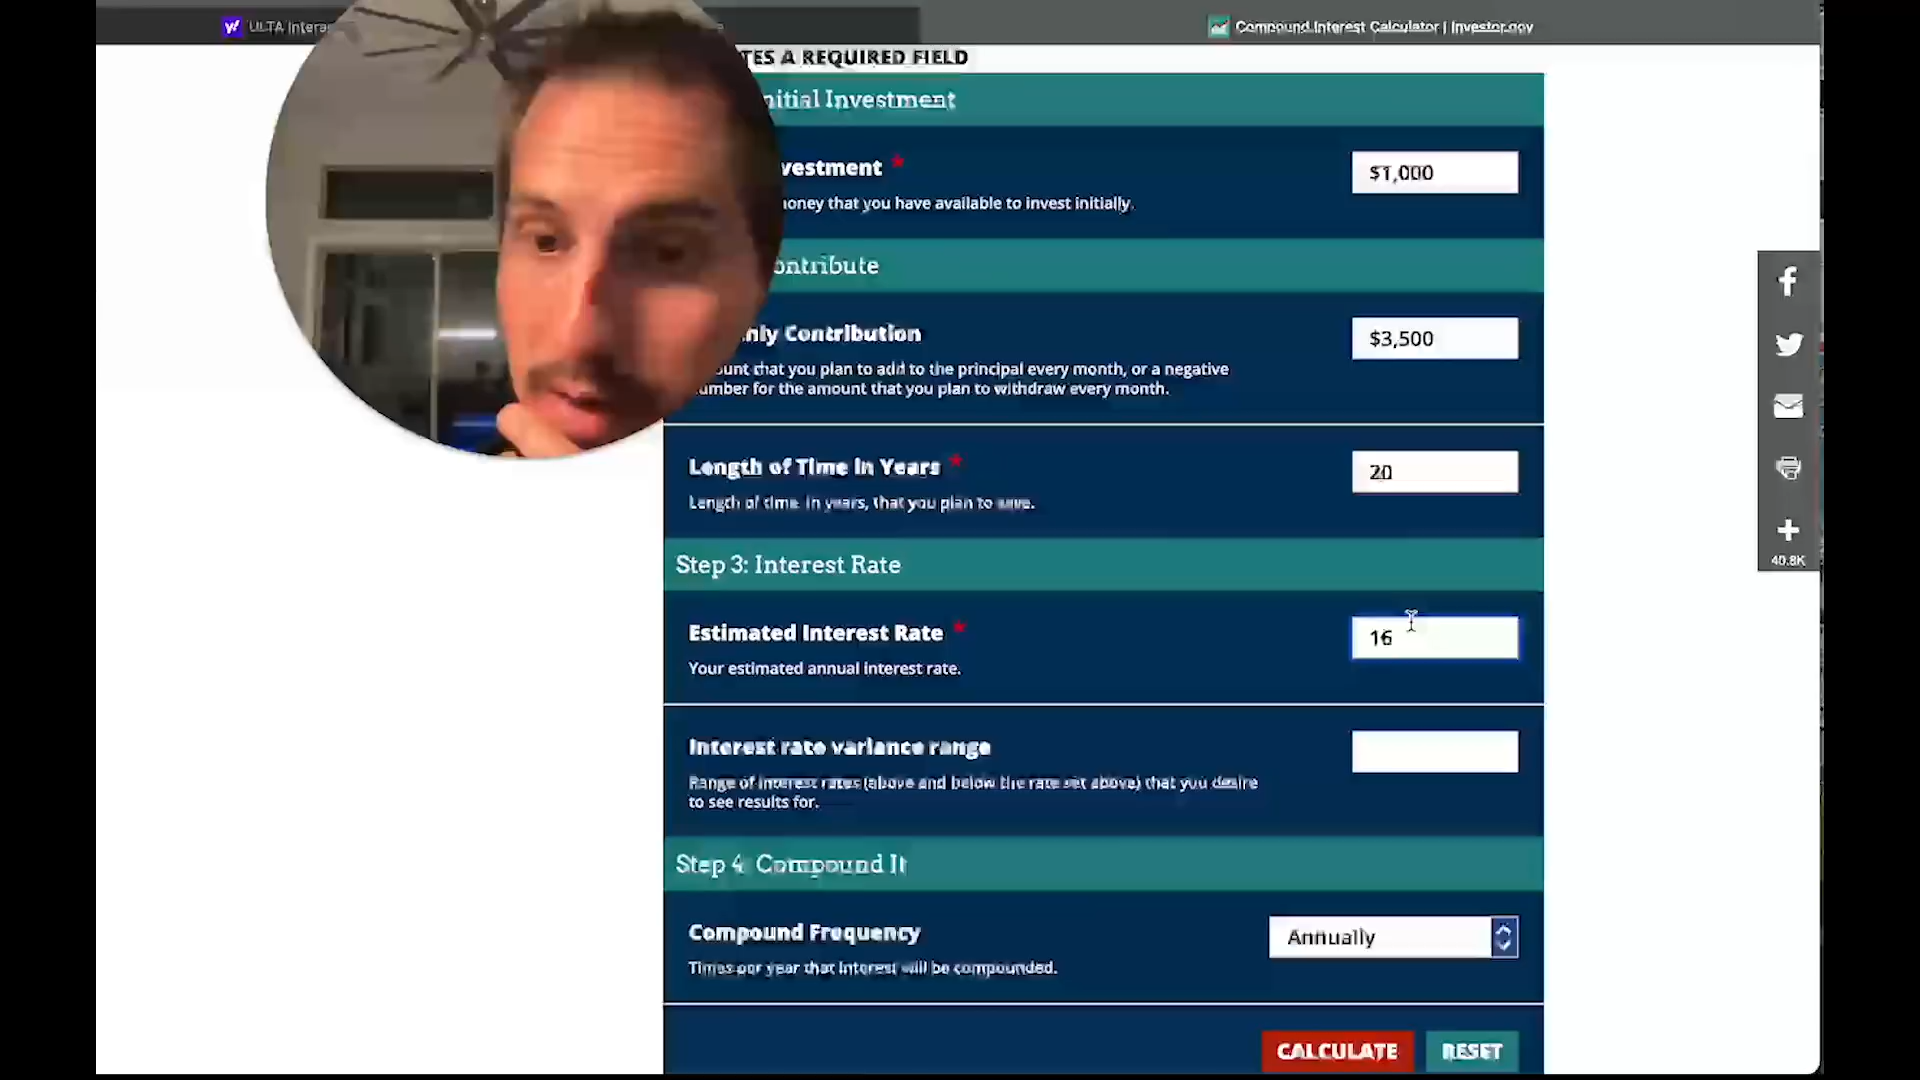 ULTA Intera
Compound Interest Calculator | Investor.gov
TES A REQUIRED FIELD
nitial Investment
vestment *
$1,000
oney that you have available to invest initially.
ontribute
hly Contribution
$3,500
ount that you plan to add to the principal every month, or a negative
umber for the amount that you plan to withdraw every month.
Length of Time in Years *
20
Length of time, in years, that you plan to save.
Step 3: Interest Rate
Estimated Interest Rate *
16
Your estimated annual interest rate.
Interest rate variance range
Range of interest rates (above and below the rate set above) that you desire
to see results for.
Step 4: Compound It
Compound Frequency
Annually
Times per year that interest will be compounded.
CALCULATE
RESET
40.8K